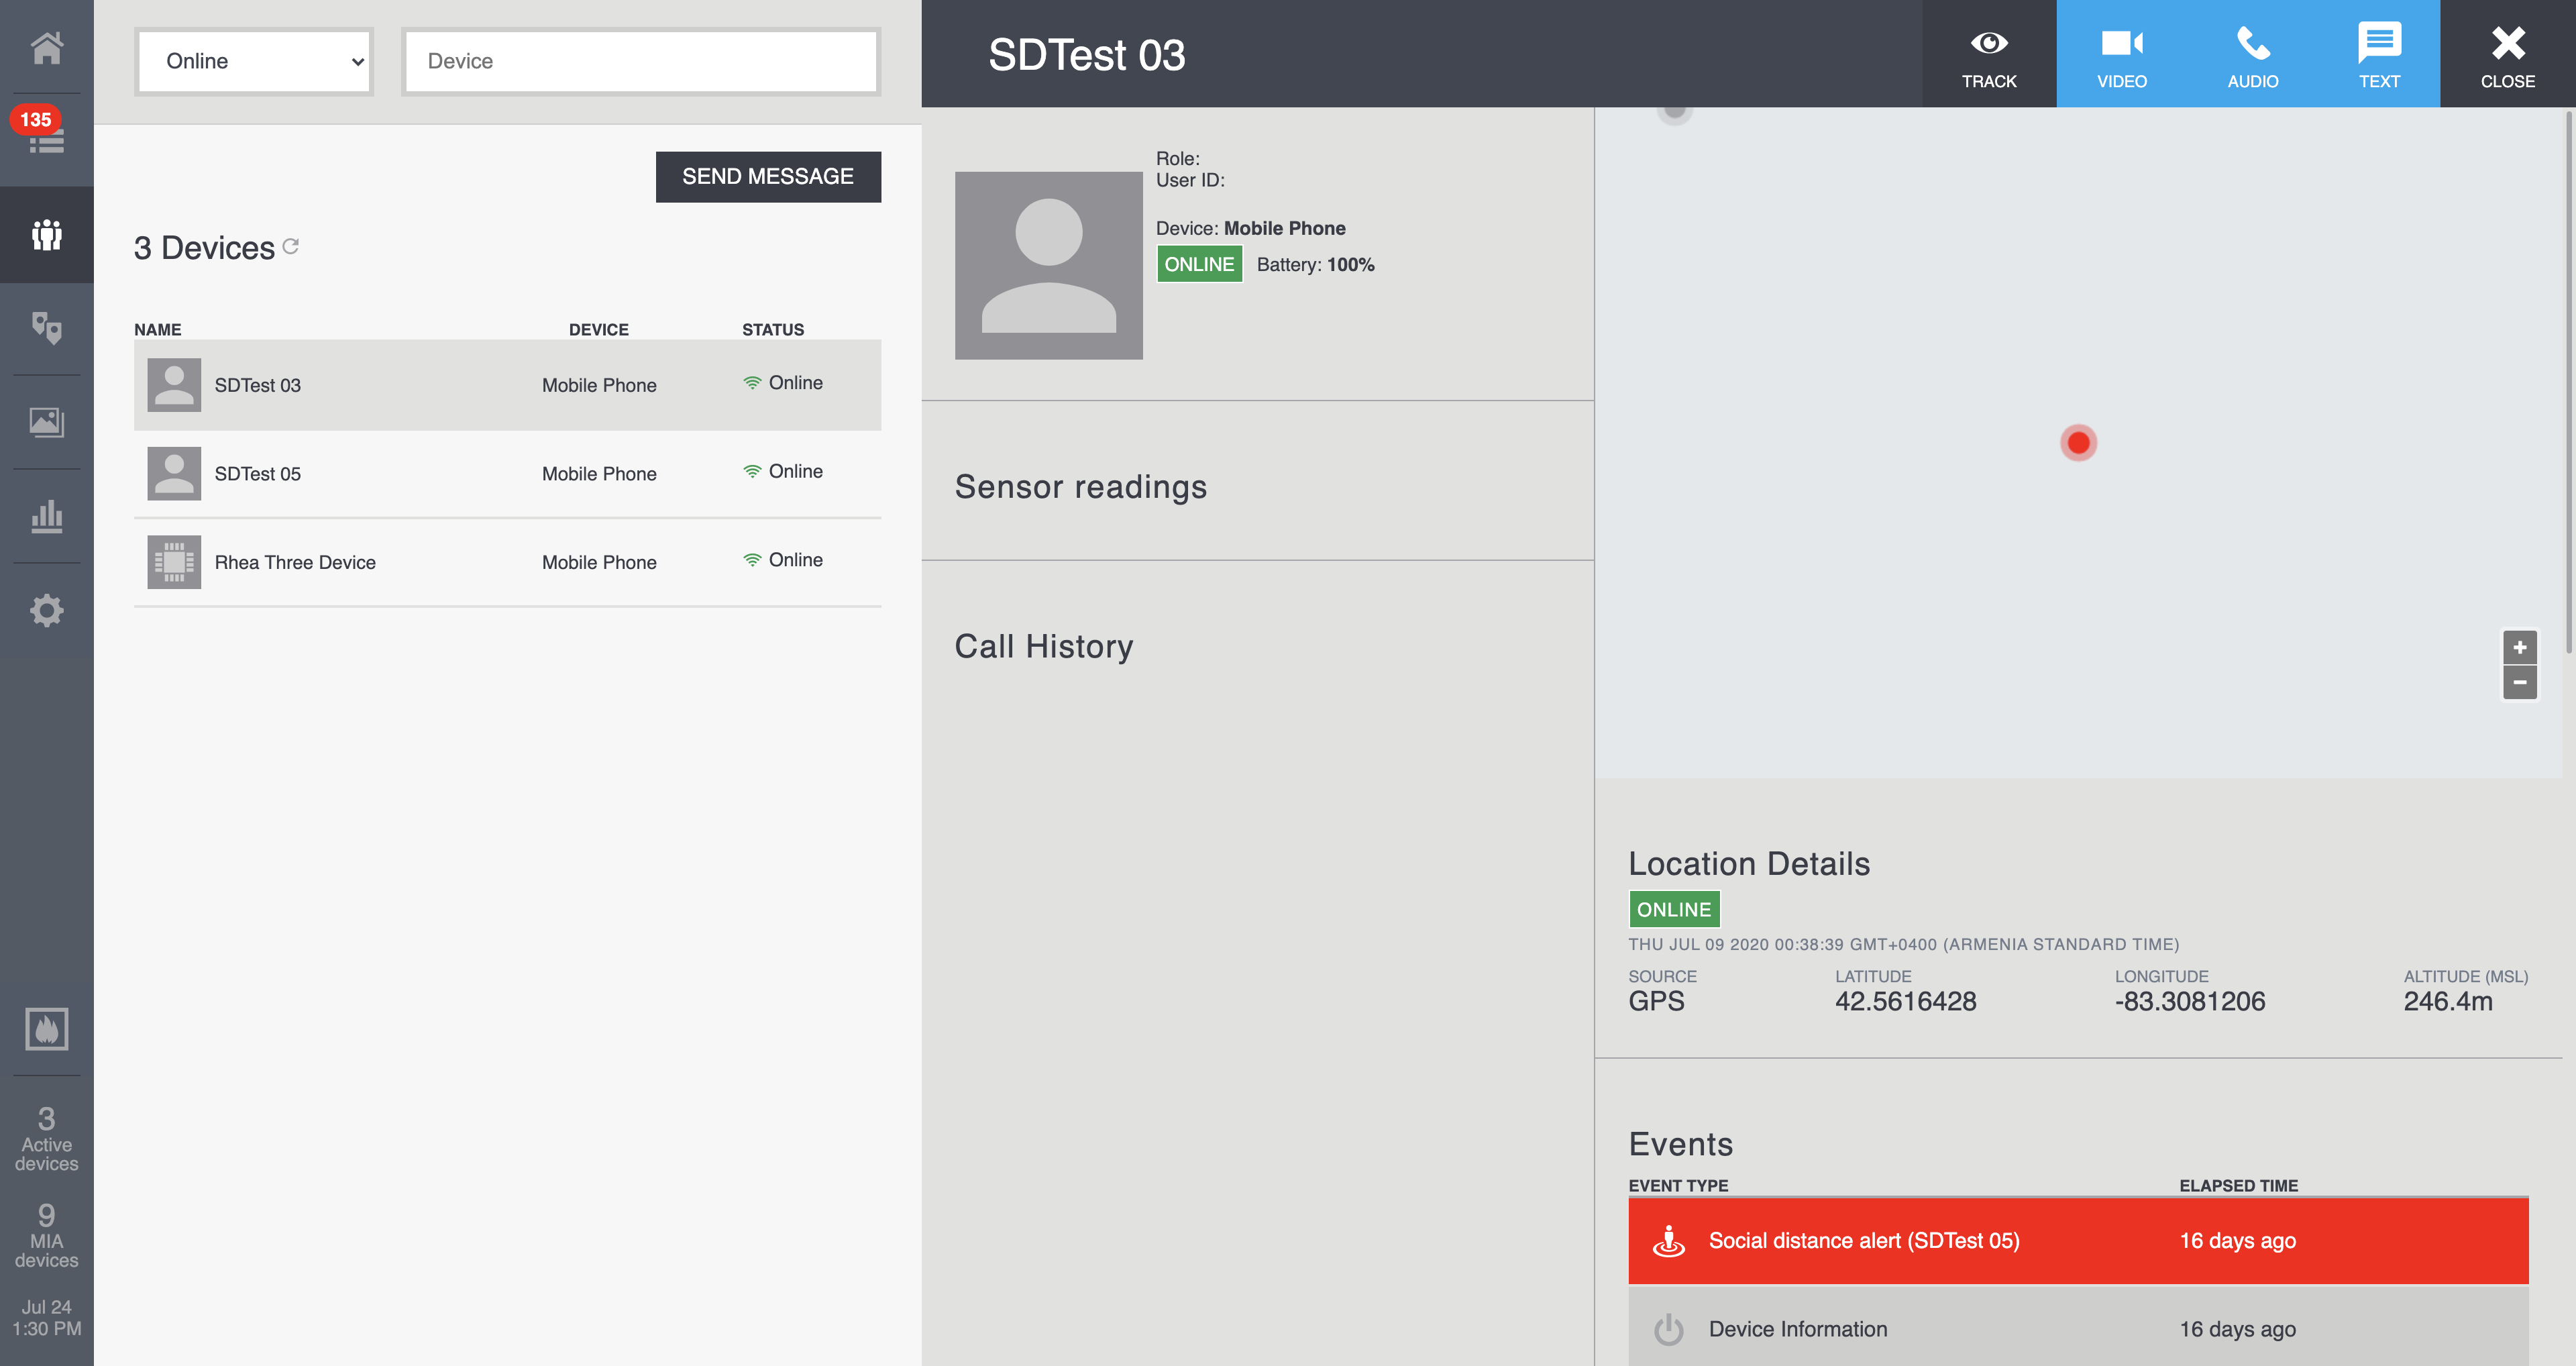 135
3
Active
devices
9
MIA
devices
Jul 24
1:30 PM
Online
Device
SEND MESSAGE
3 Devices
NAME DEVICE STATUS
SDTest 03 Mobile Phone Online
SDTest 05 Mobile Phone Online
Rhea Three Device Mobile Phone Online
SDTest 03
TRACK
VIDEO
AUDIO
TEXT
CLOSE
Role:
User ID:
Device: Mobile Phone
ONLINE Battery: 100%
Sensor readings
Call History
+
−
Location Details
ONLINE
THU JUL 09 2020 00:38:39 GMT+0400 (ARMENIA STANDARD TIME)
SOURCE LATITUDE LONGITUDE ALTITUDE (MSL)
GPS 42.5616428 -83.3081206 246.4m
Events
EVENT TYPE ELAPSED TIME
Social distance alert (SDTest 05) 16 days ago
Device Information 16 days ago